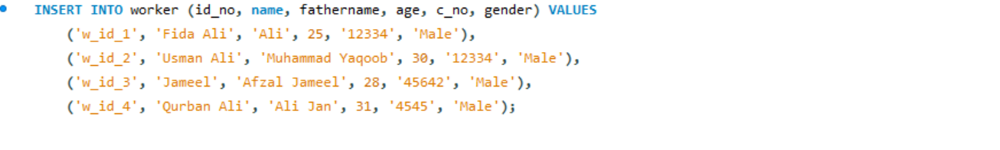 INSERT INTO worker (id_no, name, fathername, age, c_no, gender) VALUES
('w_id_1', 'Fida Ali', 'Ali', 25, '12334', 'Male'),
('w_id_2', 'Usman Ali', 'Muhammad Yaqoob', 30, '12334', 'Male'),
('w_id_3', 'Jameel', 'Afzal Jameel', 28, '45642', 'Male'),
('w_id_4', 'Qurban Ali', 'Ali Jan', 31, '4545', 'Male');